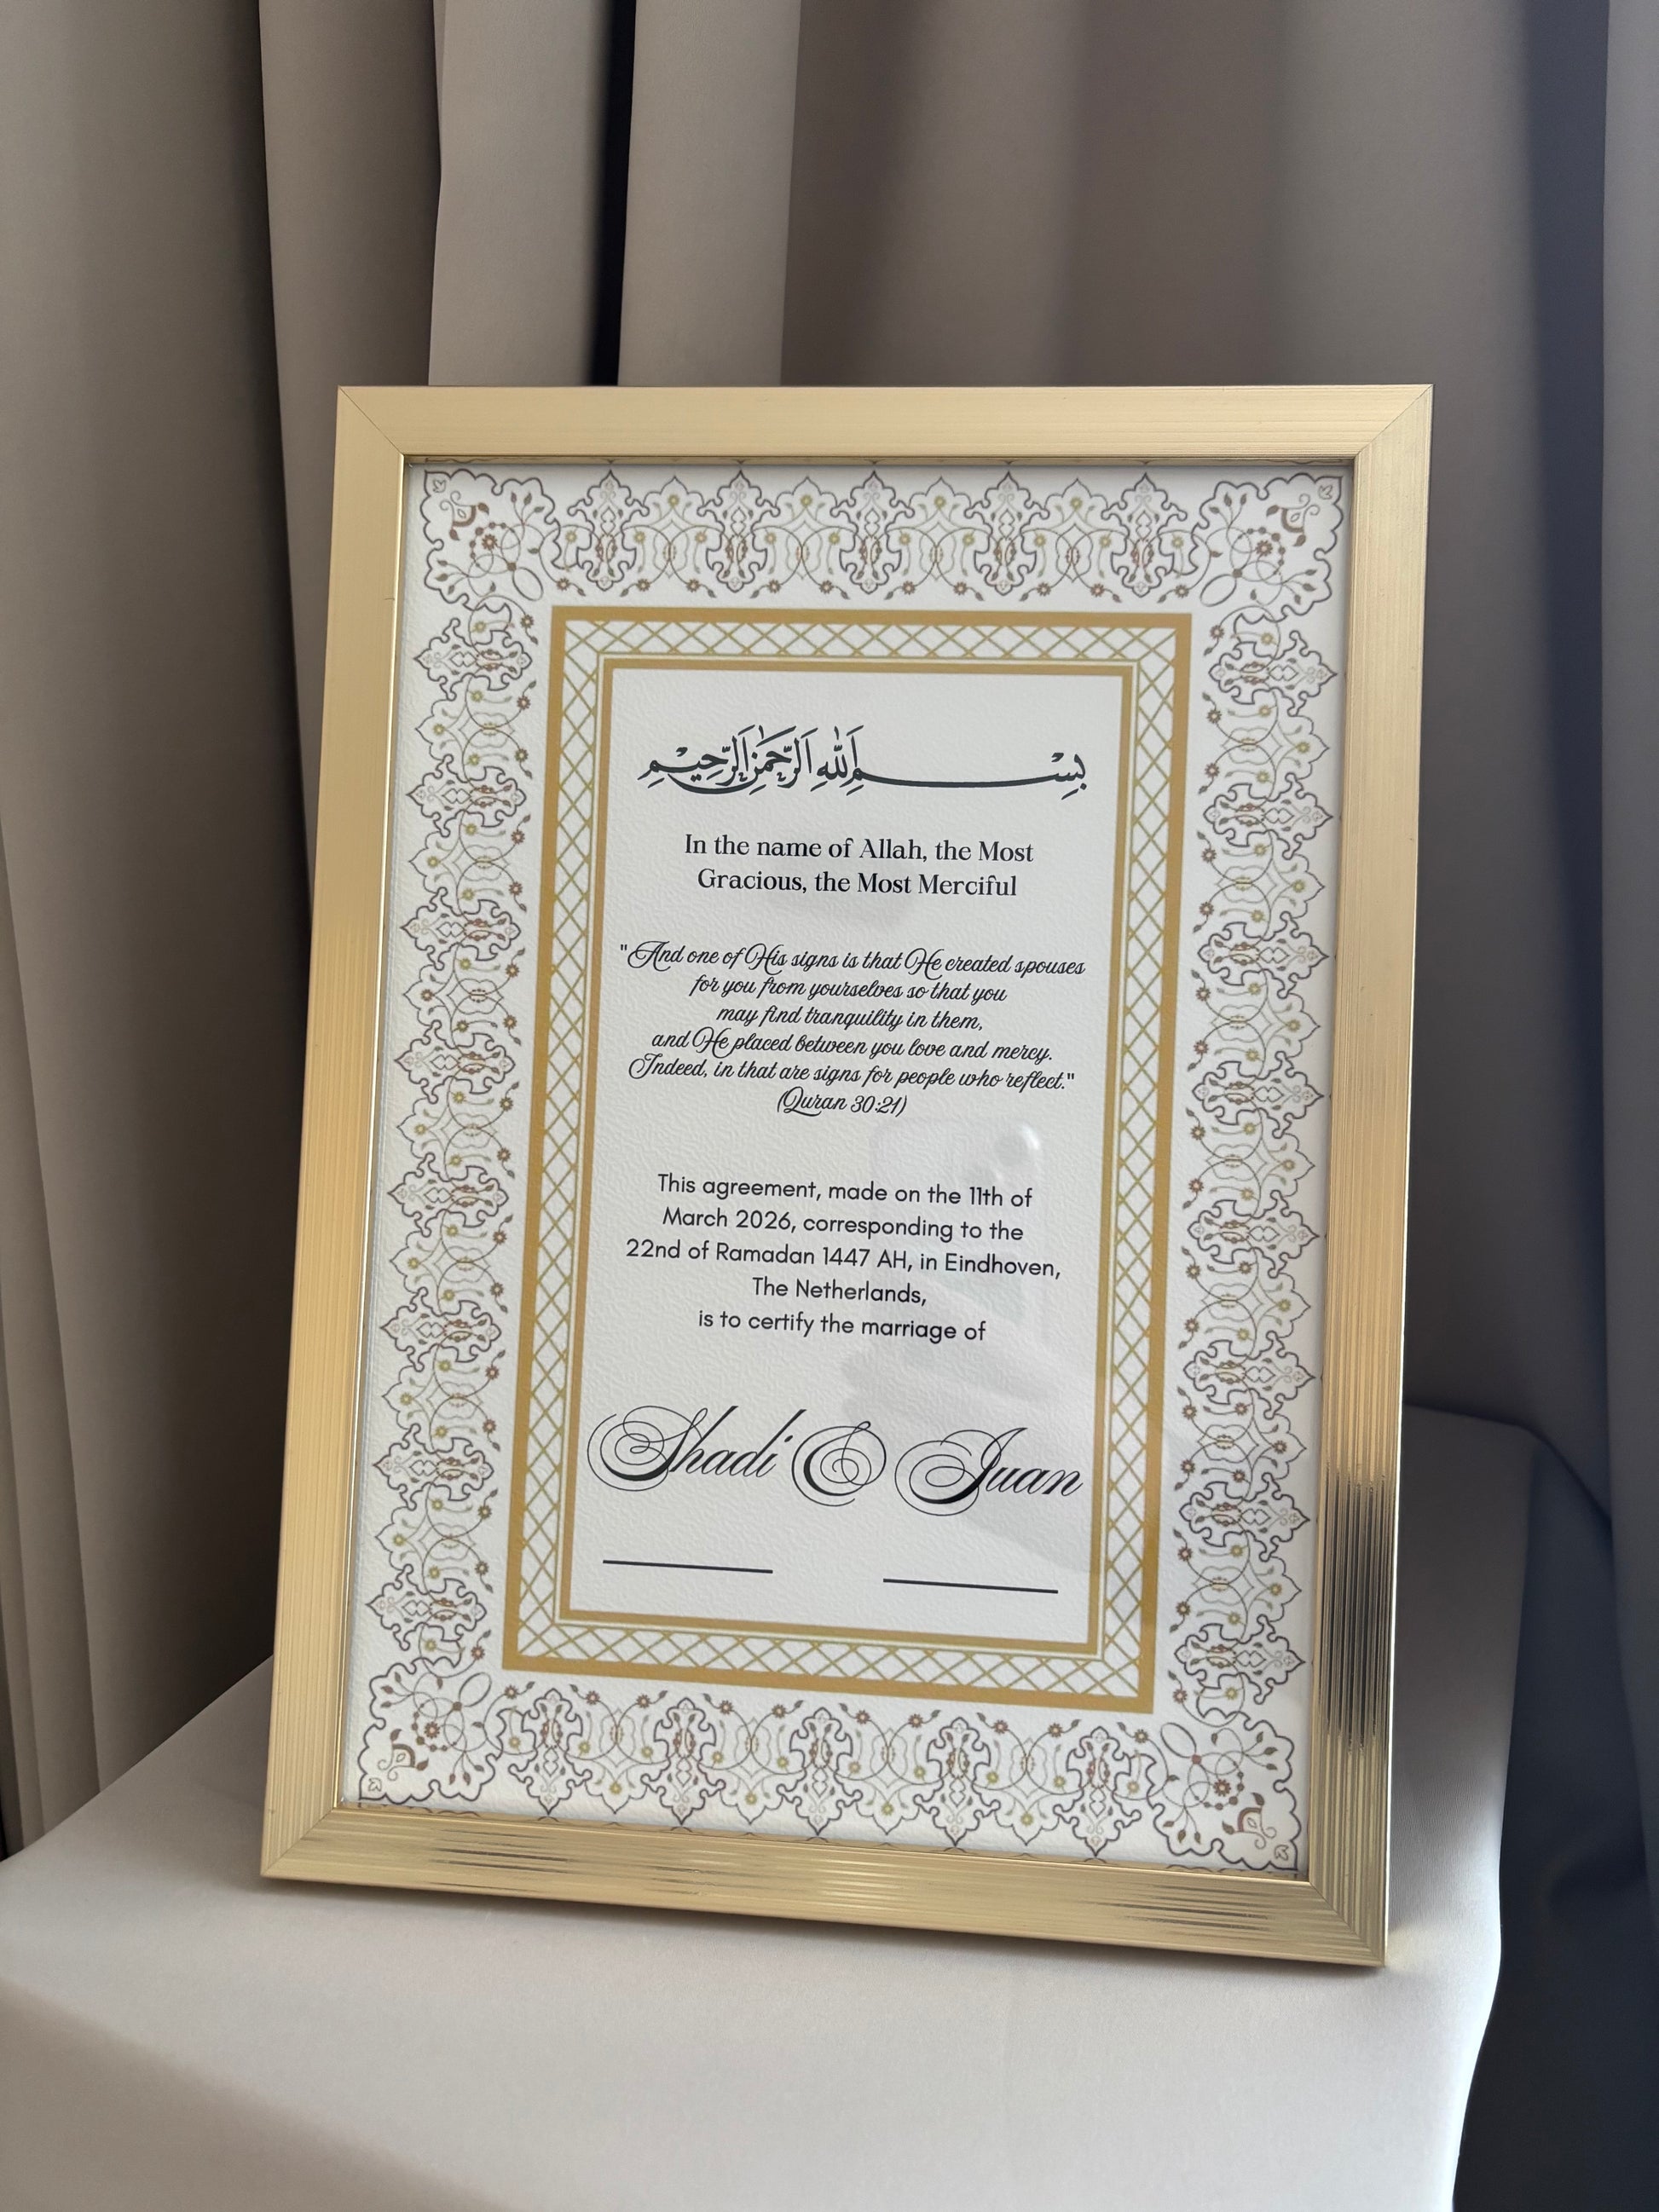 بِسْمِ اللهِ الرَّحْمٰنِ الرَّحِيْمِ
In the name of Allah, the Most
Gracious, the Most Merciful
"And one of His signs is that He created spouses
for you from yourselves so that you
may find tranquility in them,
and He placed between you love and mercy.
Indeed, in that are signs for people who reflect."
(Quran 30:21)
This agreement, made on the 11th of
March 2026, corresponding to the
22nd of Ramadan 1447 AH, in Eindhoven,
The Netherlands,
is to certify the marriage of
Shadi & Juan